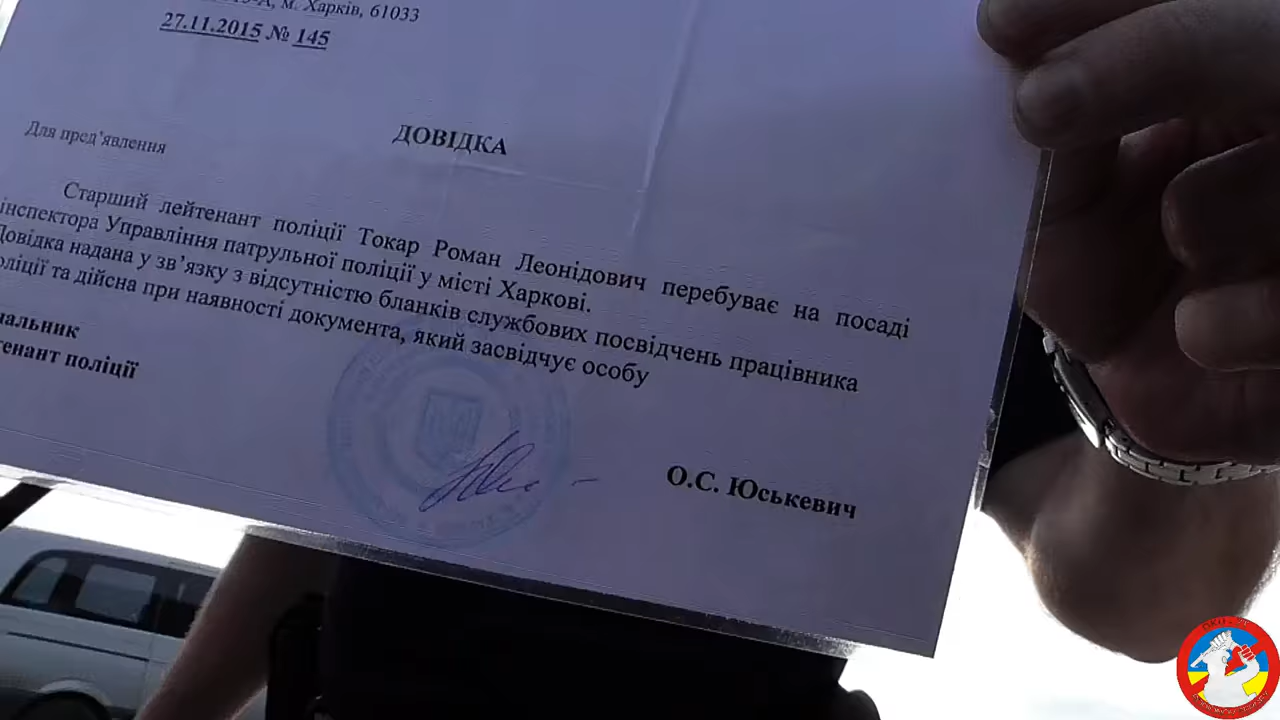 м. Харків, 61033
27.11.2015 № 145
Для пред’явлення
ДОВІДКА
Старший лейтенант поліції Токар Роман Леонідович перебуває на посаді
інспектора Управління патрульної поліції у місті Харкові.
Довідка надана у зв’язку з відсутністю бланків службових посвідчень працівника
оліції та дійсна при наявності документа, який засвідчує особу
чальник
тенант поліції
О.С. Юськевич